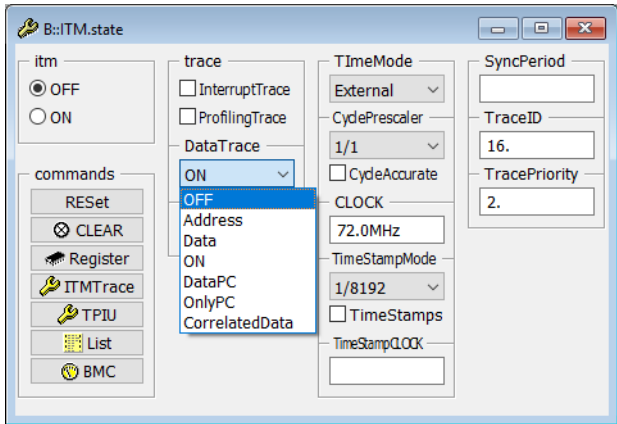 B::ITM.state
itm
OFF
ON
commands
RESet
CLEAR
Register
ITMTrace
TPIU
List
BMC
trace
InterruptTrace
ProfilingTrace
DataTrace
ON
OFF
Address
Data
ON
DataPC
OnlyPC
CorrelatedData
TImeMode
External
CyclePrescaler
1/1
CycleAccurate
CLOCK
72.0MHz
TimeStampMode
1/8192
TimeStamps
TimeStampCLOCK
SyncPeriod
TraceID
16.
TracePriority
2.